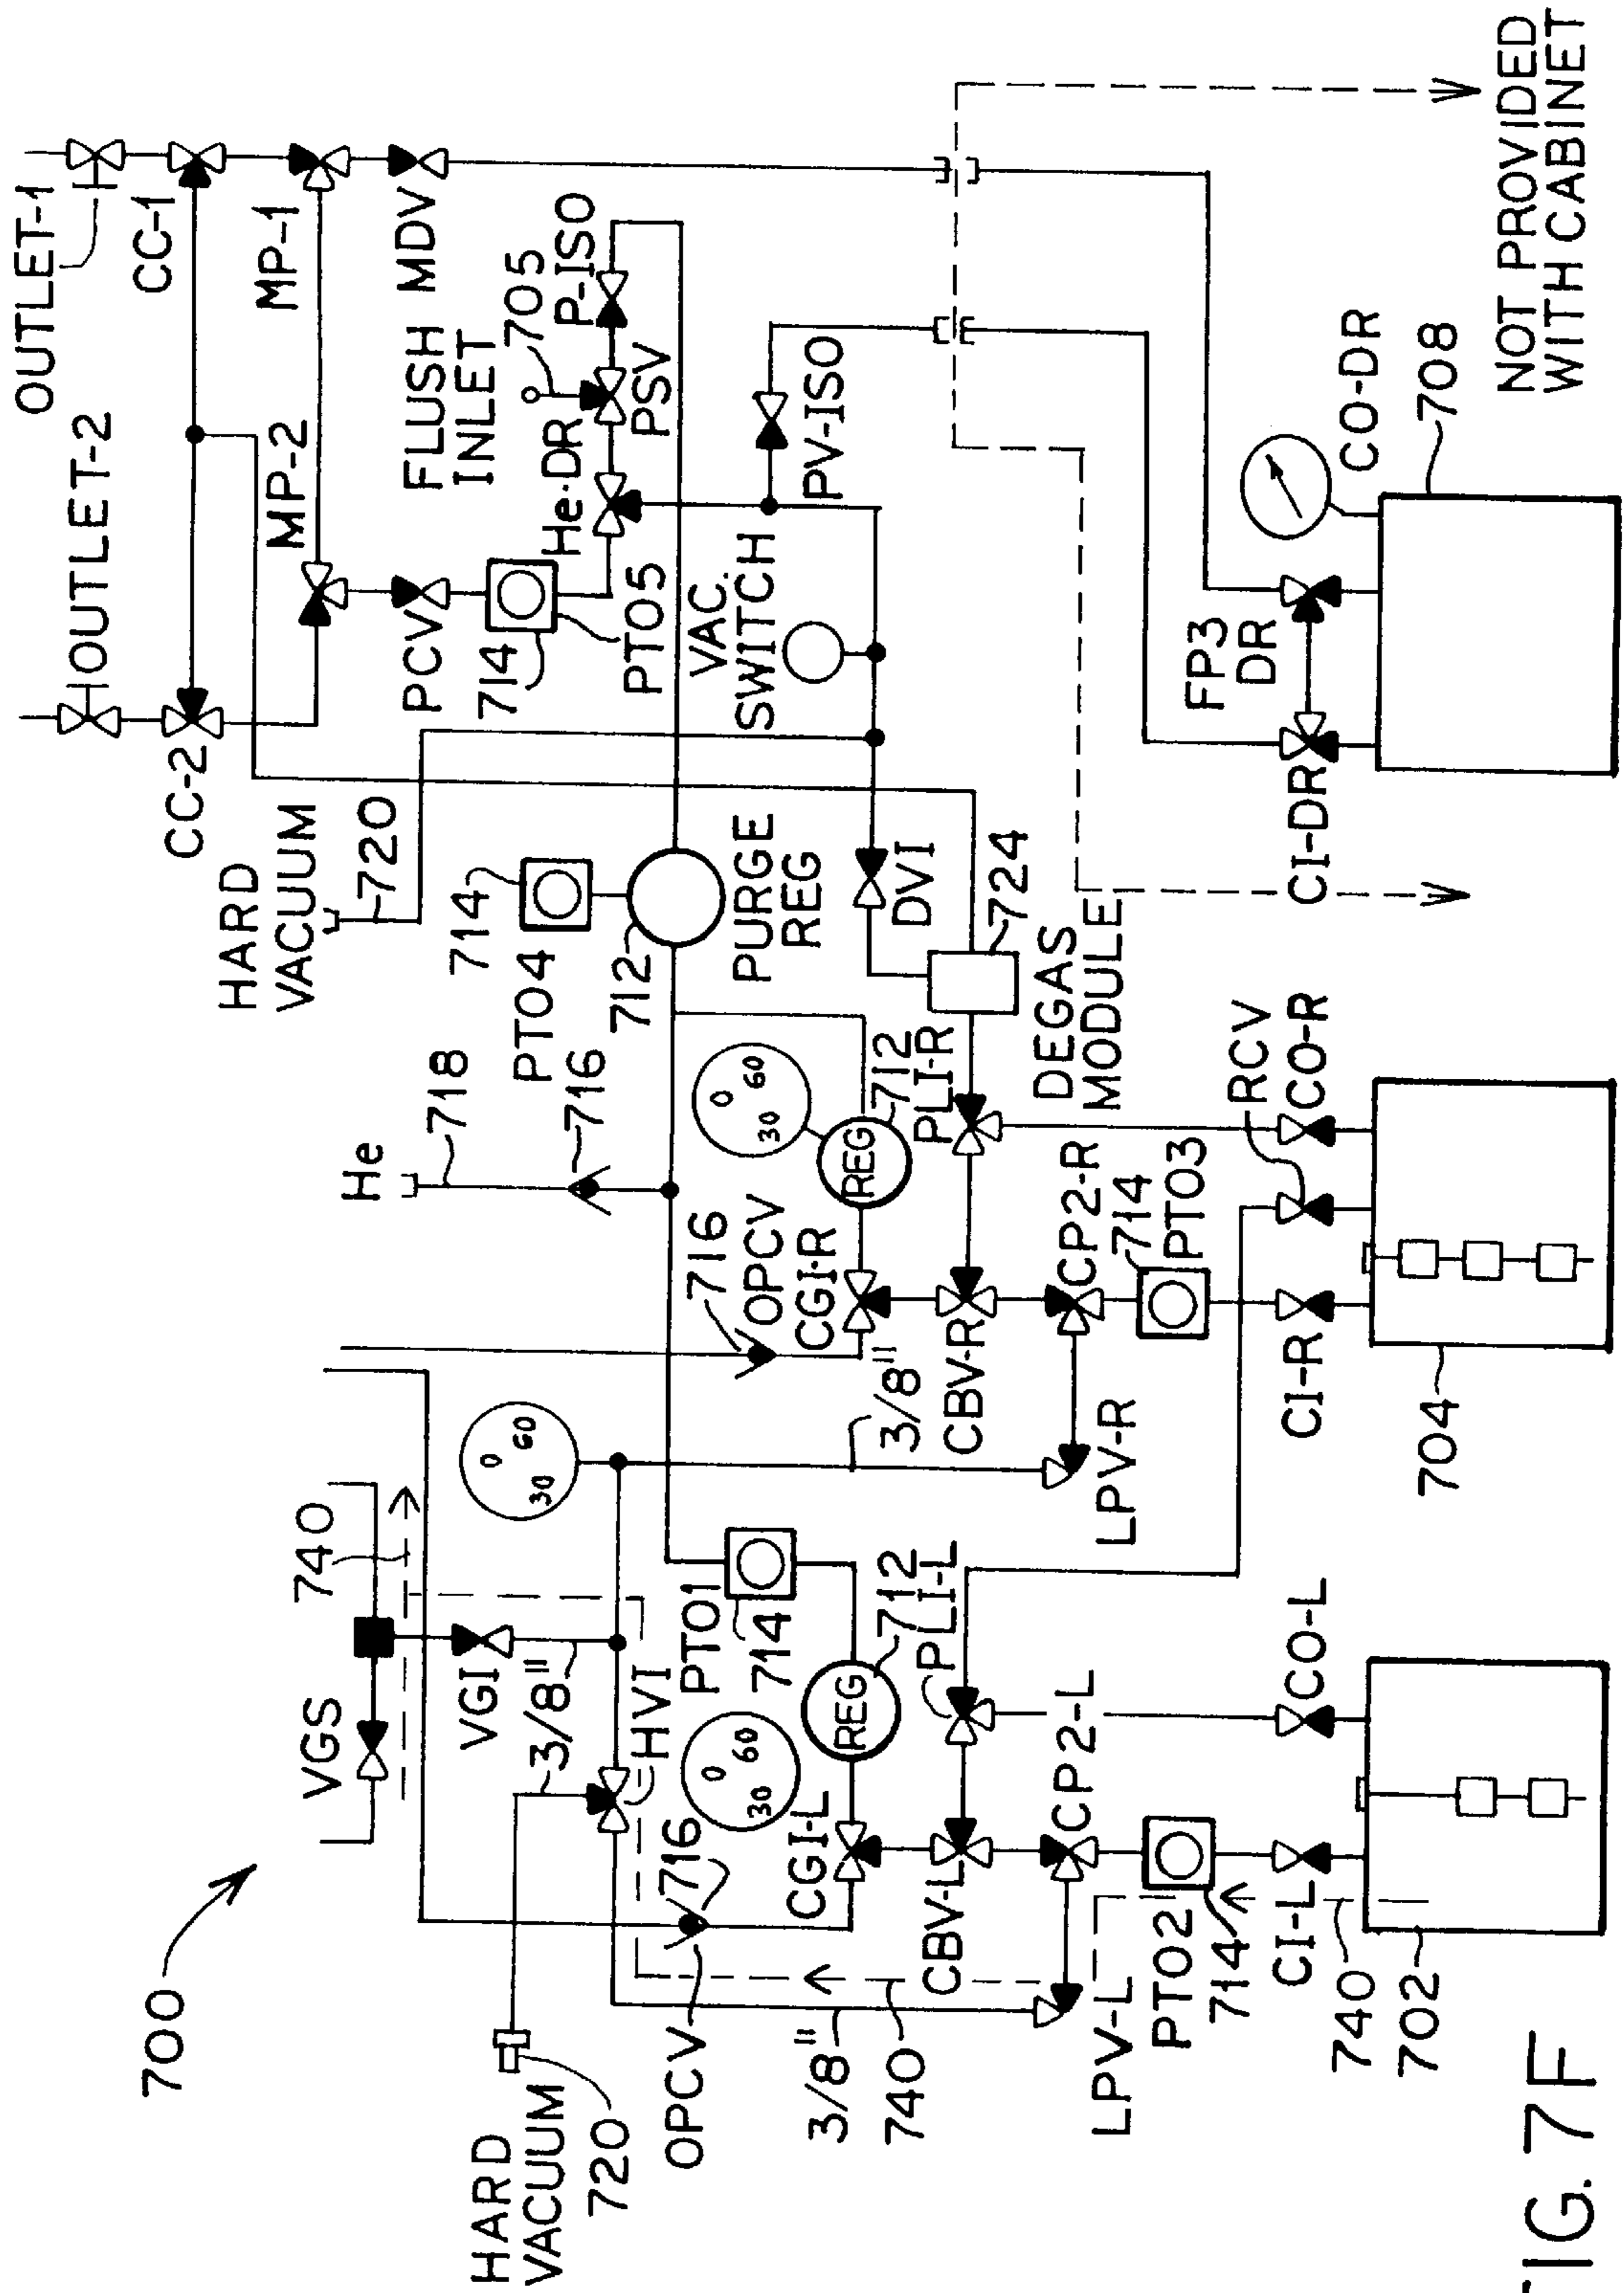 700
HARD
VACUUM
720
VGS
740
VGI
3/8"
HVI
OPCV
716
3/8"
740
LPV-L
PT01
714
0
30
60
CGI-L
REG
712
PLI-L
CBV-L
CP2-L
PT02
714
CI-L
CO-L
740
702
0
30
60
He
718
716
716
OPCV
CGI-R
0
30
60
REG
712
PLI-R
3/8"
CBV-R
CP2-R
LPV-R
714
PT03
CI-R
RCV
CO-R
704
HARD
VACUUM
720
714
PT04
712
PURGE
REG
DVI
724
DEGAS
MODULE
OUTLET-2
OUTLET-1
CC-2
CC-1
MP-2
MP-1
MDV
PCV
714
PT05
FLUSH
INLET
705
He·DR
PSV
P-ISO
VAC.
SWITCH
PV-ISO
FP3
DR
CI-DR
CO-DR
708
NOT PROVIDED
WITH CABINET
FIG. 7F